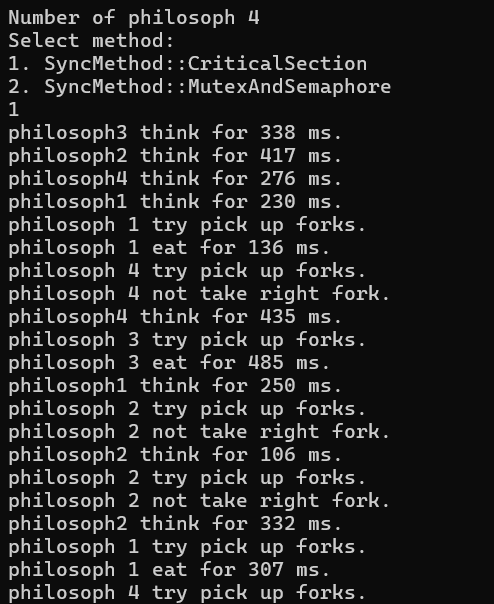 Number of philosoph 4
Select method:
1. SyncMethod::CriticalSection
2. SyncMethod::MutexAndSemaphore
1
philosoph3 think for 338 ms.
philosoph2 think for 417 ms.
philosoph4 think for 276 ms.
philosoph1 think for 230 ms.
philosoph 1 try pick up forks.
philosoph 1 eat for 136 ms.
philosoph 4 try pick up forks.
philosoph 4 not take right fork.
philosoph4 think for 435 ms.
philosoph 3 try pick up forks.
philosoph 3 eat for 485 ms.
philosoph1 think for 250 ms.
philosoph 2 try pick up forks.
philosoph 2 not take right fork.
philosoph2 think for 106 ms.
philosoph 2 try pick up forks.
philosoph 2 not take right fork.
philosoph2 think for 332 ms.
philosoph 1 try pick up forks.
philosoph 1 eat for 307 ms.
philosoph 4 try pick up forks.